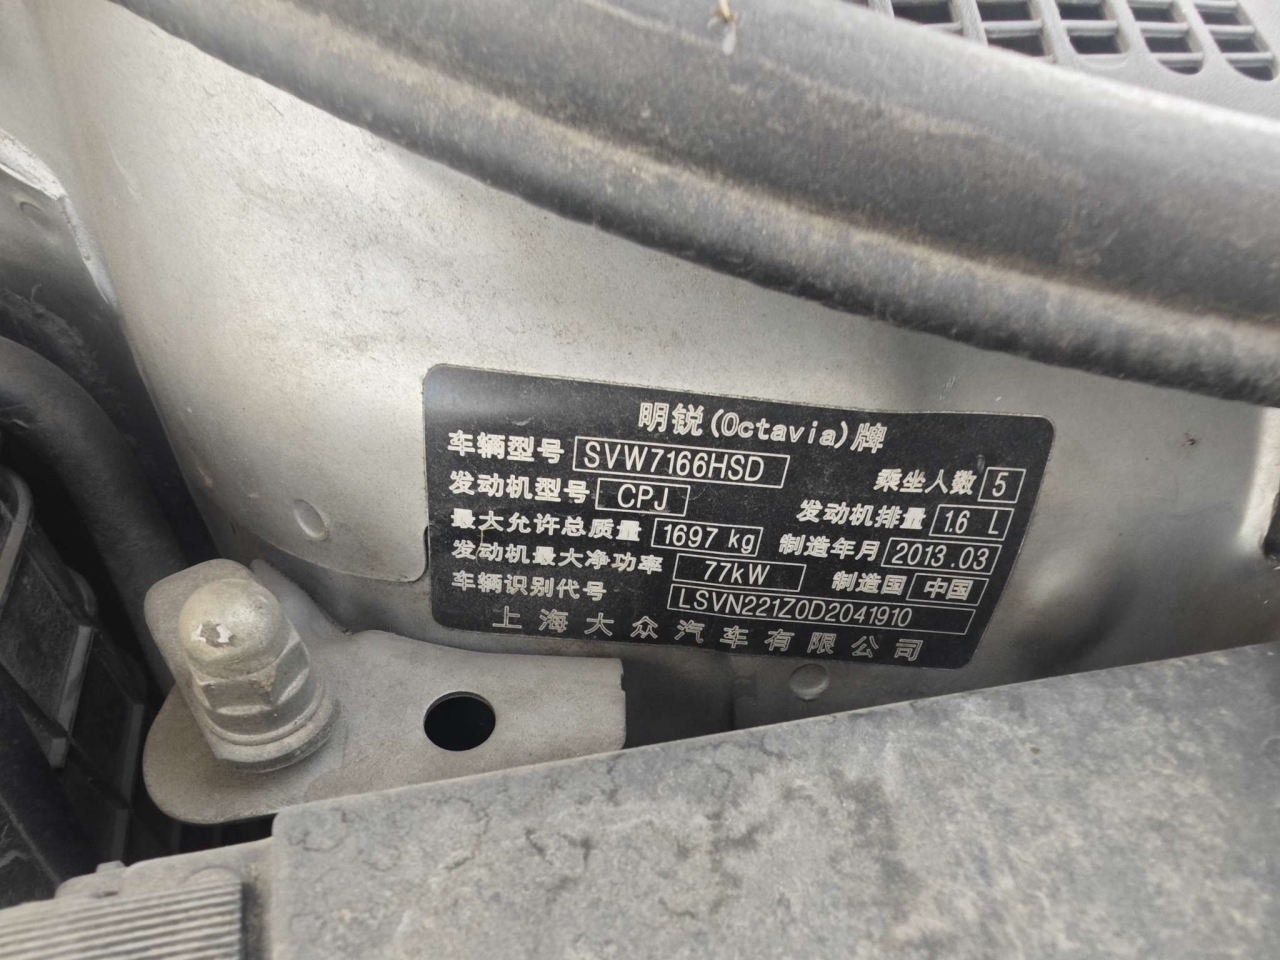 明锐(Octavia)牌
车辆型号 SVW7166HSD 乘坐人数 5
发动机型号 CPJ 发动机排量 1.6 L
最大允许总质量 1697 kg 制造年月 2013.03
发动机最大净功率 77kW 制造国 中国
车辆识别代号 LSVN221Z0D2041910
上海大众汽车有限公司